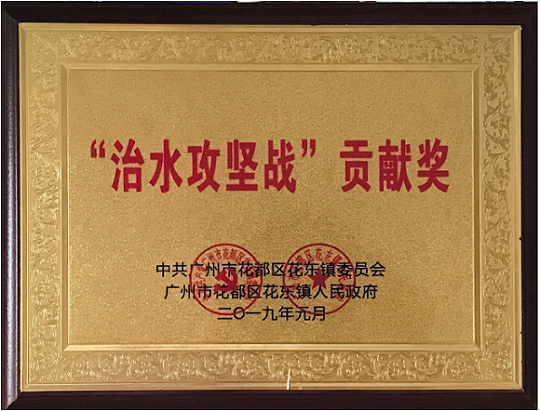 “治水攻坚战”贡献奖
中共广州市花都区花东镇委员会
广州市花都区花东镇人民政府
二〇一九年元月